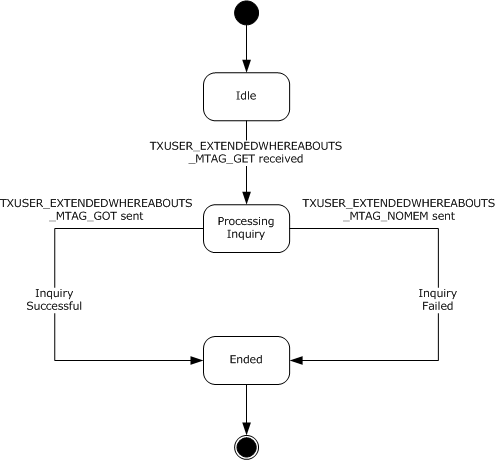 Idle
TXUSER_EXTENDEDWHEREABOUTS
_MTAG_GET received
TXUSER_EXTENDEDWHEREABOUTS
_MTAG_GOT sent
Processing
Inquiry
TXUSER_EXTENDEDWHEREABOUTS
_MTAG_NOMEM sent
Inquiry
Successful
Inquiry
Failed
Ended